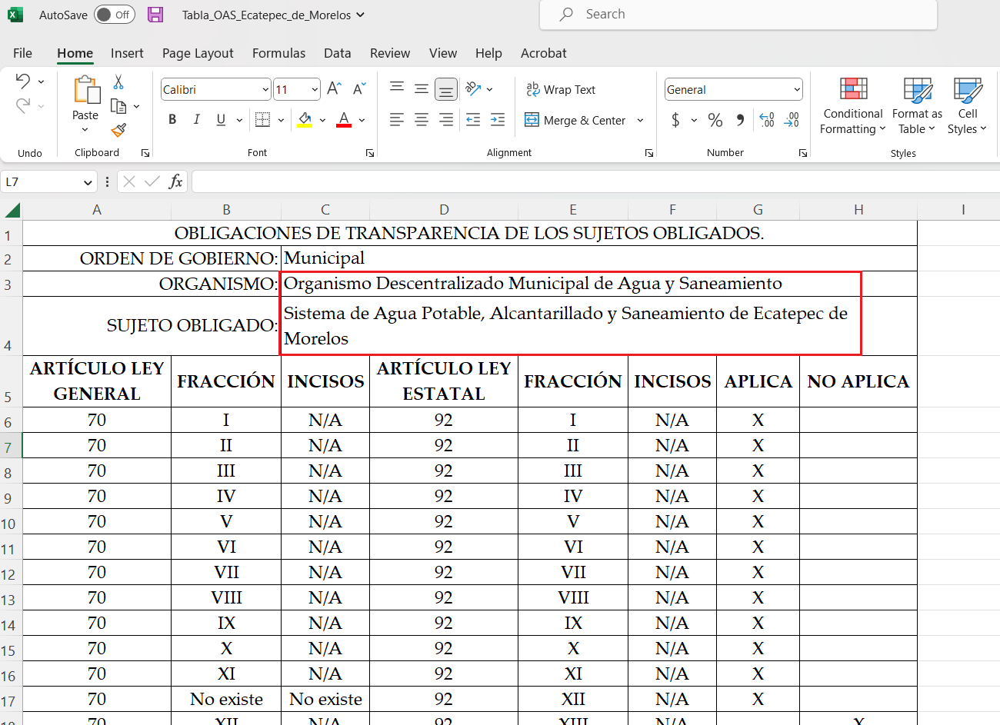 AutoSave Off Tabla_OAS_Ecatepec_de_Morelos Search
File Home Insert Page Layout Formulas Data Review View Help Acrobat
Paste
Calibri 11 A A
ab Wrap Text
General
B I U A
Merge & Center
$ % 9 .00 .00
Conditional Formatting
Format as Table
Cell Styles
Undo Clipboard Font Alignment Number Styles
L7 fx
A B C D E F G H I
1 OBLIGACIONES DE TRANSPARENCIA DE LOS SUJETOS OBLIGADOS.
2 ORDEN DE GOBIERNO: Municipal
3 ORGANISMO: Organismo Descentralizado Municipal de Agua y Saneamiento
4 SUJETO OBLIGADO: Sistema de Agua Potable, Alcantarillado y Saneamiento de Ecatepec de
Morelos
5 ARTÍCULO LEY GENERAL FRACCIÓN INCISOS ARTÍCULO LEY ESTATAL FRACCIÓN INCISOS APLICA NO APLICA
6 70 I N/A 92 I N/A X
7 70 II N/A 92 II N/A X
8 70 III N/A 92 III N/A X
9 70 IV N/A 92 IV N/A X
10 70 V N/A 92 V N/A X
11 70 VI N/A 92 VI N/A X
12 70 VII N/A 92 VII N/A X
13 70 VIII N/A 92 VIII N/A X
14 70 IX N/A 92 IX N/A X
15 70 X N/A 92 X N/A X
16 70 XI N/A 92 XI N/A X
17 70 No existe No existe 92 XII N/A X
70 XII N/A 92 XIII N/A X